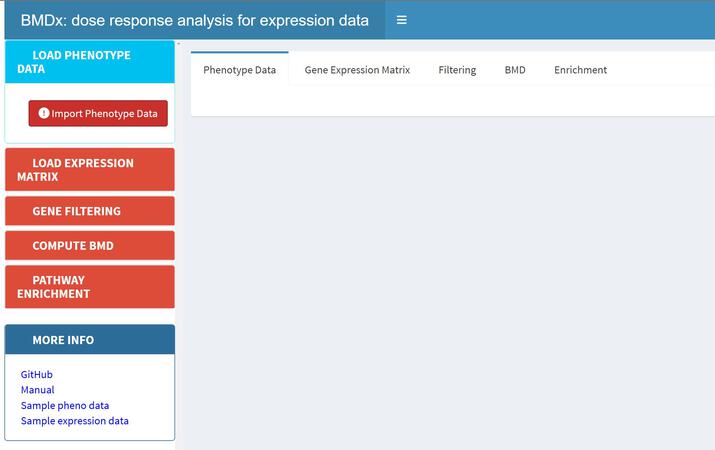 BMDx: dose response analysis for expression data
LOAD PHENOTYPE
DATA
Import Phenotype Data
LOAD EXPRESSION
MATRIX
GENE FILTERING
COMPUTE BMD
PATHWAY
ENRICHMENT
MORE INFO
GitHub
Manual
Sample pheno data
Sample expression data
Phenotype Data Gene Expression Matrix Filtering BMD Enrichment